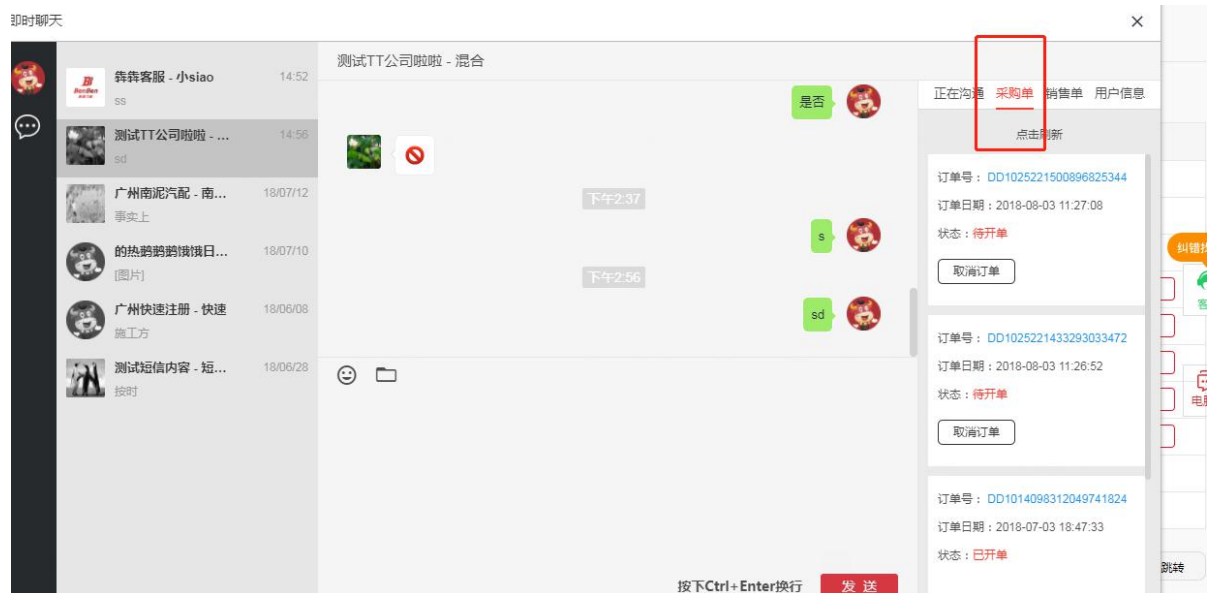 即时聊天
犇犇客服 - 小siao 14:52
ss
测试TT公司啦啦 - ... 14:56
sd
广州南泥汽配 - 南... 18/07/12
事实上
的热鹅鹅鹅饿饿日... 18/07/10
[图片]
广州快速注册 - 快速 18/06/08
施工方
测试短信内容 - 短... 18/06/28
按时
测试TT公司啦啦 - 混合
是否
下午2:37
s
下午2:56
sd
按下Ctrl+Enter换行 发 送
正在沟通 采购单 销售单 用户信息
点击刷新
订单号： DD1025221500896825344
订单日期：2018-08-03 11:27:08
状态：待开单
取消订单
订单号： DD1025221433293033472
订单日期：2018-08-03 11:26:52
状态：待开单
取消订单
订单号： DD1014098312049741824
订单日期：2018-07-03 18:47:33
状态：已开单
纠错
客
电
跳转